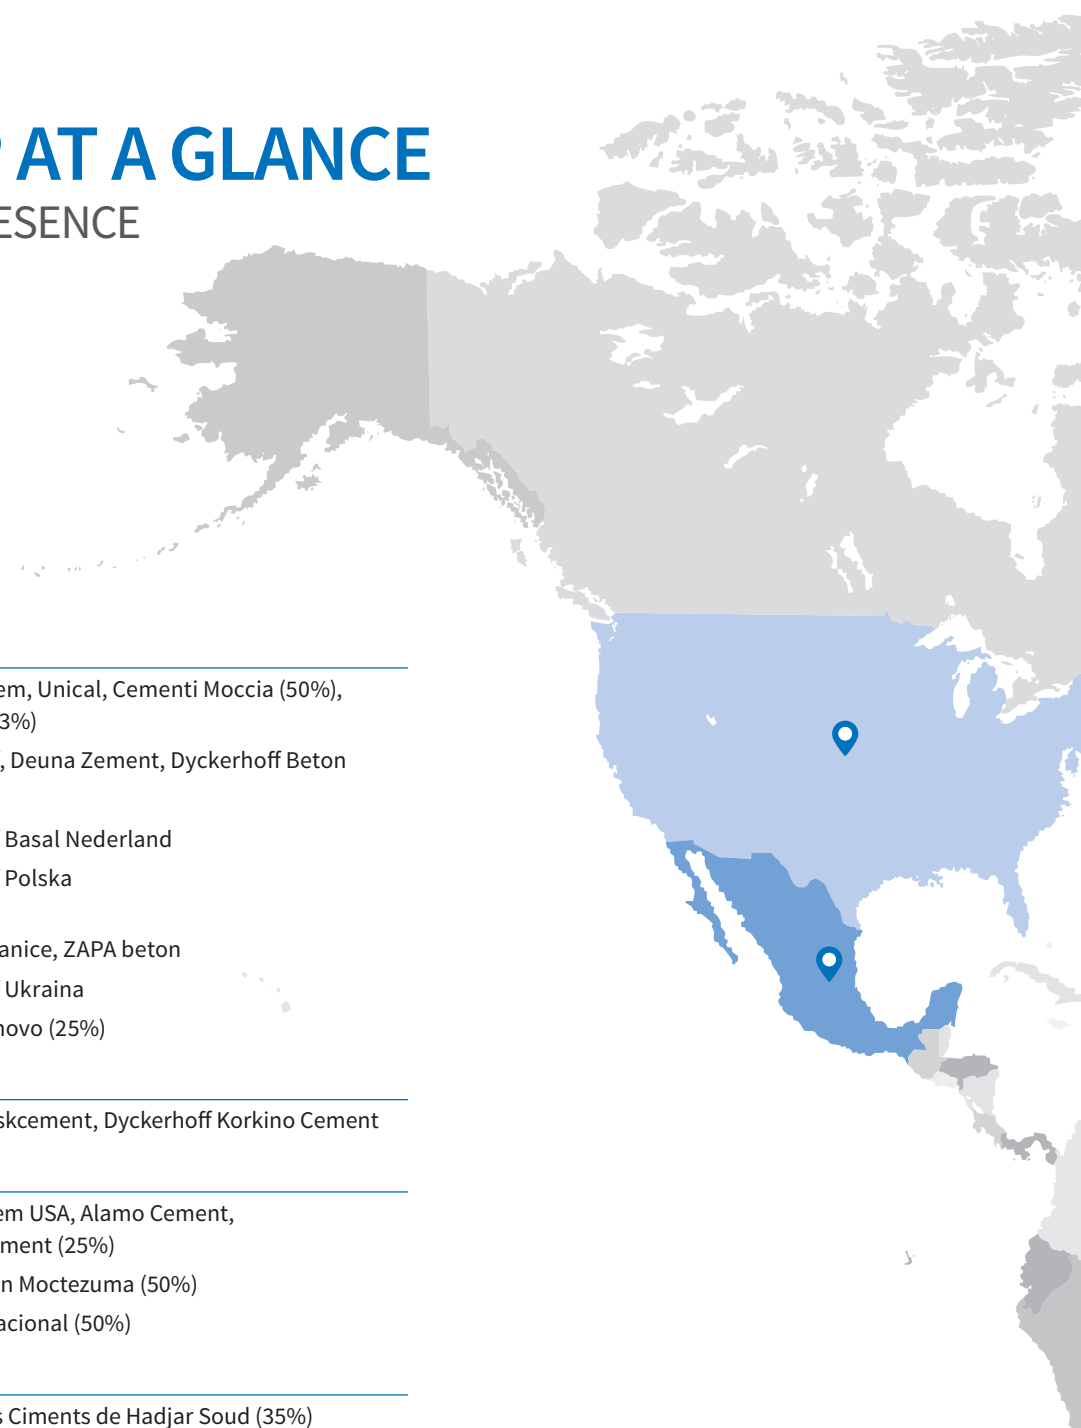 AT A GLANCE
ESENCE
em, Unical, Cementi Moccia (50%),
3%)
, Deuna Zement, Dyckerhoff Beton
Basal Nederland
Polska
anice, ZAPA beton
Ukraina
novo (25%)
skcement, Dyckerhoff Korkino Cement
em USA, Alamo Cement,
ment (25%)
n Moctezuma (50%)
acional (50%)
s Ciments de Hadjar Soud (35%)